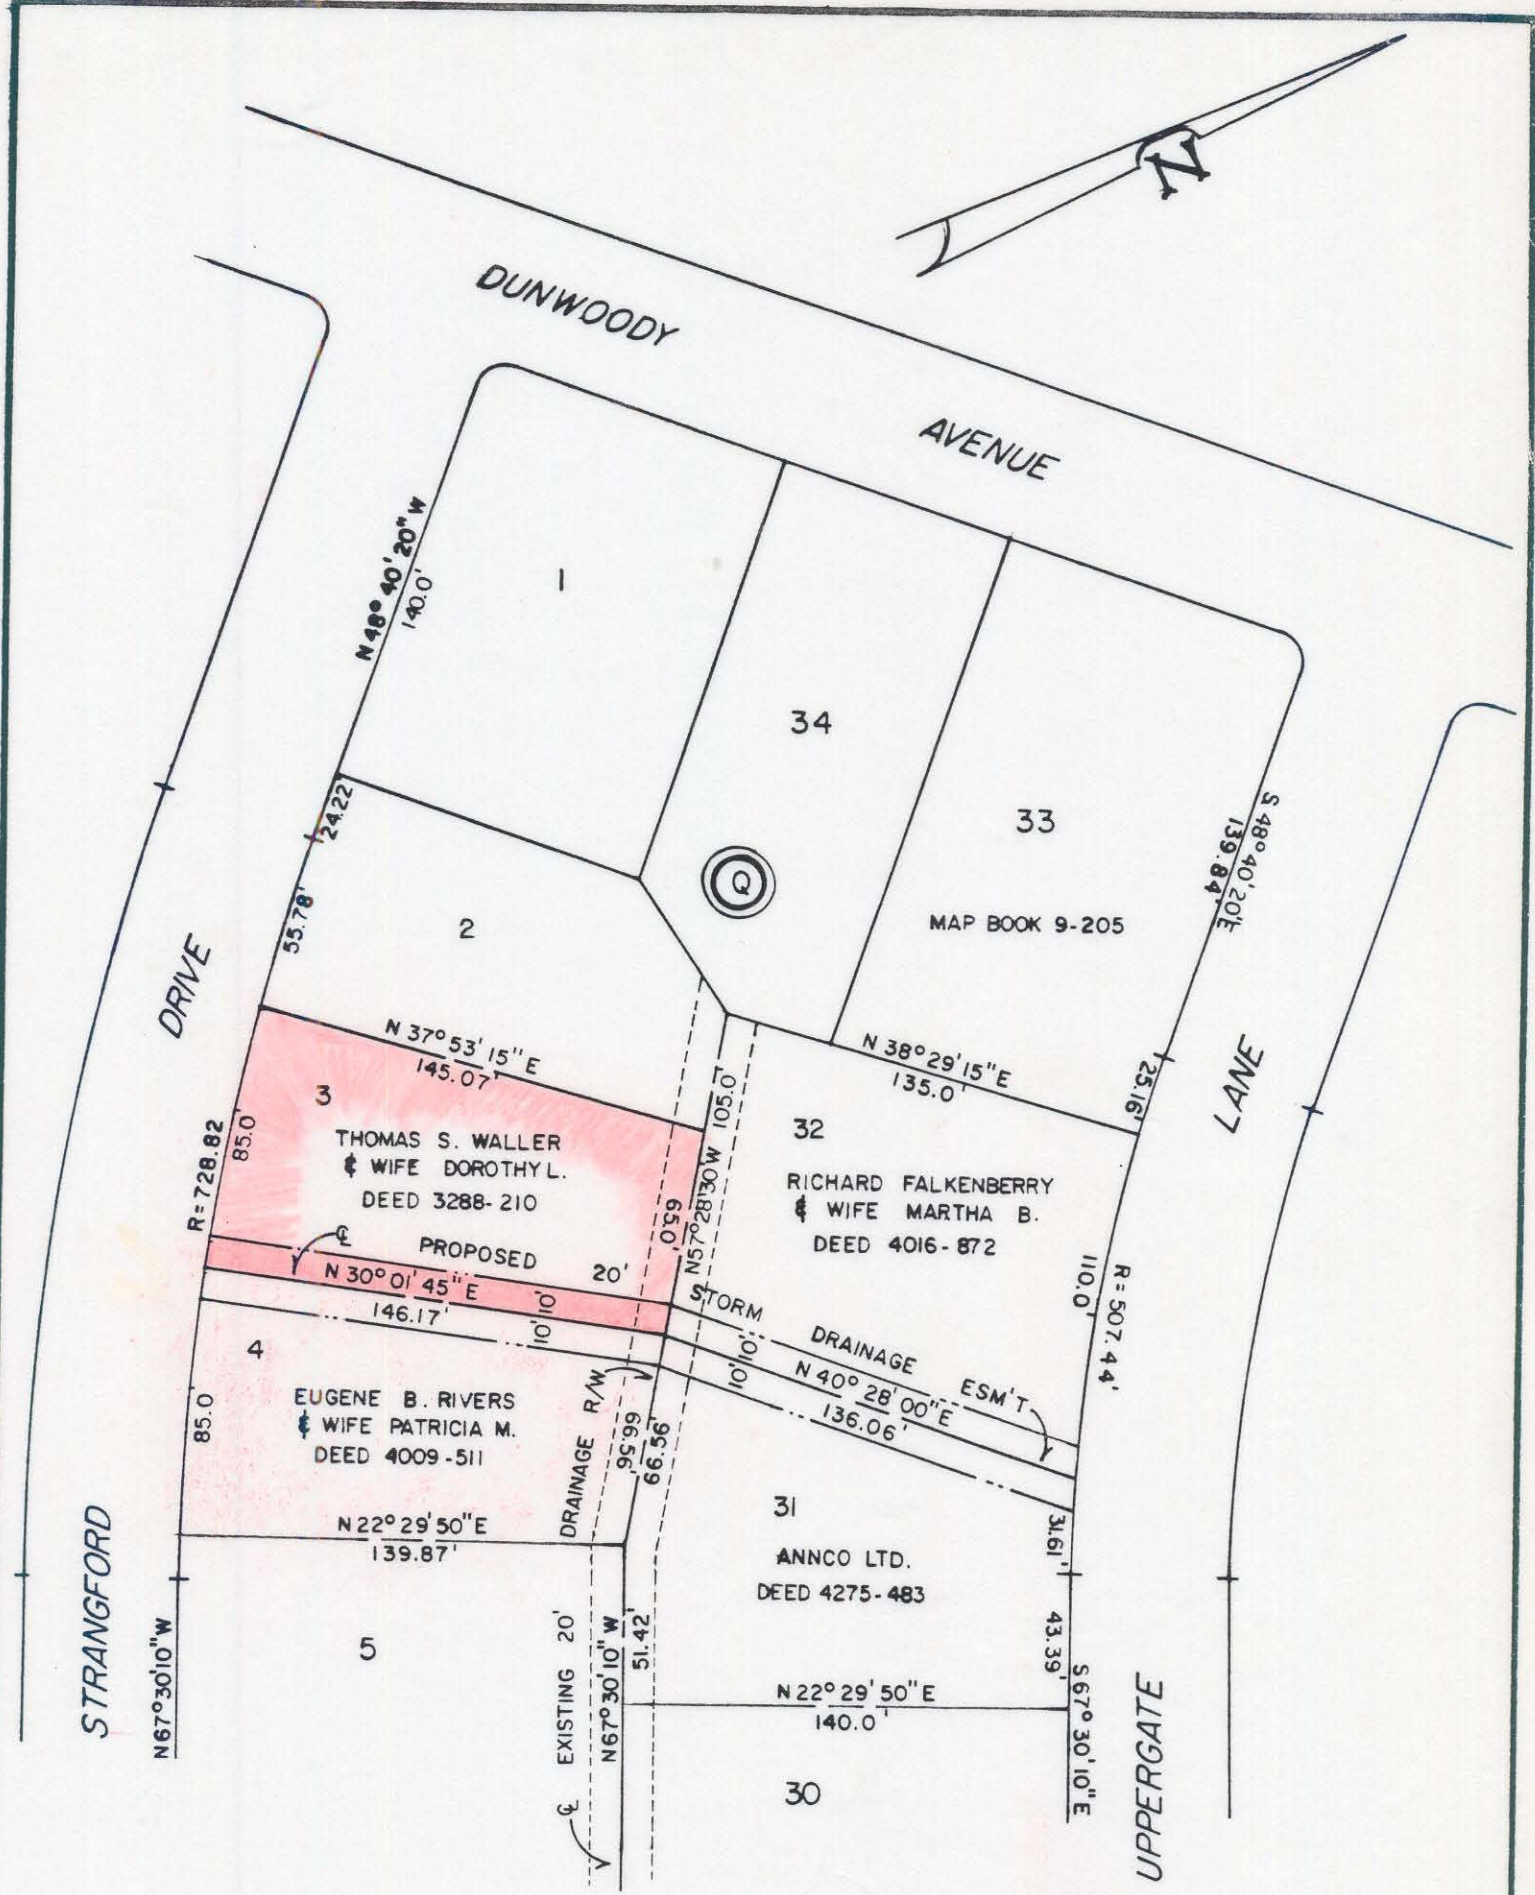 N
DUNWOODY
AVENUE
N 48° 40' 20" W
140.0'
1
34
33
MAP BOOK 9-205
S 48° 40' 20"E
139.84'
24.22'
55.78'
2
Q
DRIVE
N 37° 53' 15" E
145.07'
N 38° 29' 15" E
135.0'
25.16'
LANE
3
THOMAS S. WALLER
& WIFE DOROTHY L.
DEED 3288-210
R=728.82
85.0'
N57°28'30"W 105.0'
65.0'
32
RICHARD FALKENBERRY
& WIFE MARTHA B.
DEED 4016-872
110.0'
R=507.44'
℄ PROPOSED 20'
STORM DRAINAGE ESM'T
N 30° 01' 45" E
146.17'
10' 10'
10' 10'
N 40° 28' 00" E
136.06'
4
EUGENE B. RIVERS
& WIFE PATRICIA M.
DEED 4009-511
85.0'
DRAINAGE R/W
66.56'
66.56'
31
ANNCO LTD.
DEED 4275-483
31.61'
43.39'
N 22° 29' 50" E
139.87'
STRANGFORD
N67°30'10"W
5
℄ EXISTING 20'
N67°30'10" W
51.42'
N 22° 29' 50" E
140.0'
S67° 30' 10" E
30
UPPERGATE